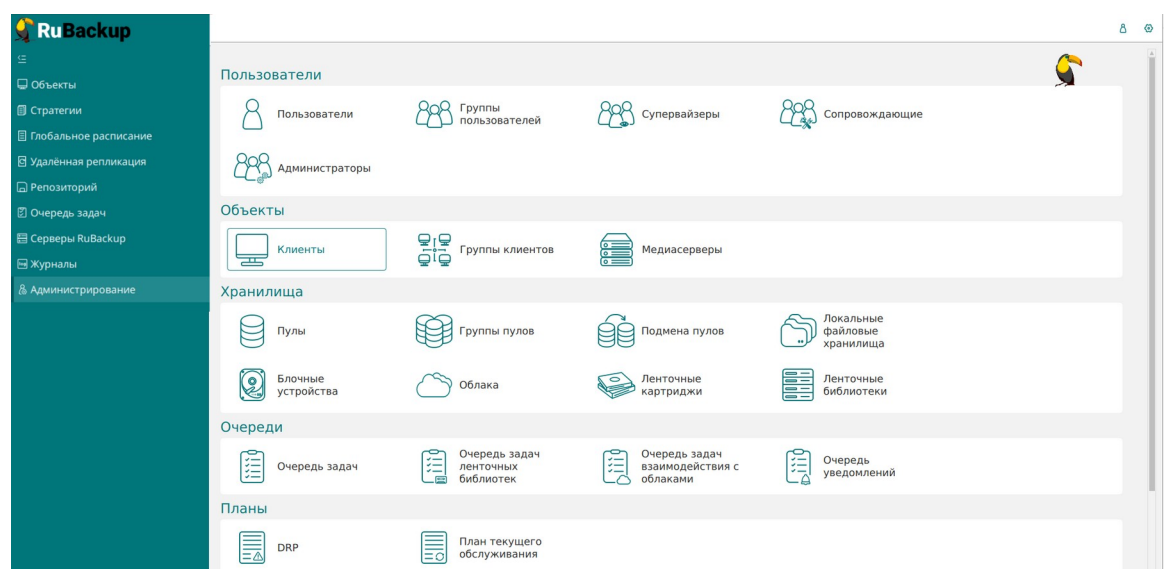 RuBackup
Объекты
Стратегии
Глобальное расписание
Удалённая репликация
Репозиторий
Очередь задач
Серверы RuBackup
Журналы
Администрирование
Пользователи
Пользователи
Группы
пользователей
Супервайзеры
Сопровождающие
Администраторы
Объекты
Клиенты
Группы клиентов
Медиасерверы
Хранилища
Пулы
Группы пулов
Подмена пулов
Локальные
файловые
хранилища
Блочные
устройства
Облака
Ленточные
картриджи
Ленточные
библиотеки
Очереди
Очередь задач
Очередь задач
ленточных
библиотек
Очередь задач
взаимодействия с
облаками
Очередь
уведомлений
Планы
DRP
План текущего
обслуживания